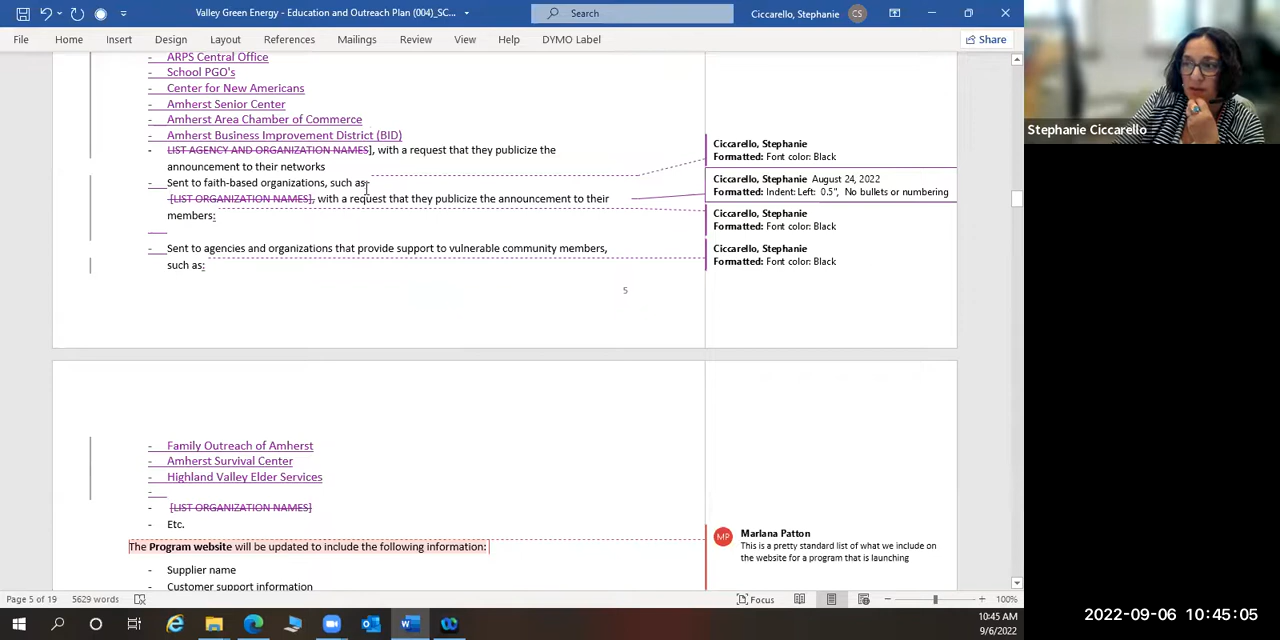 Valley Green Energy - Education and Outreach Plan (004)_SC...
Search
Ciccarello, Stephanie
CS
File Home Insert Design Layout References Mailings Review View Help DYMO Label
Share
- ARPS Central Office
- School PGO's
- Center for New Americans
- Amherst Senior Center
- Amherst Area Chamber of Commerce
- Amherst Business Improvement District (BID)
- LIST AGENCY AND ORGANIZATION NAMES], with a request that they publicize the
announcement to their networks
- Sent to faith-based organizations, such as:
[LIST ORGANIZATION NAMES], with a request that they publicize the announcement to their
members:
- Sent to agencies and organizations that provide support to vulnerable community members,
such as:
5
Ciccarello, Stephanie
Formatted: Font color: Black
Ciccarello, Stephanie August 24, 2022
Formatted: Indent: Left: 0.5", No bullets or numbering
Ciccarello, Stephanie
Formatted: Font color: Black
Ciccarello, Stephanie
Formatted: Font color: Black
- Family Outreach of Amherst
- Amherst Survival Center
- Highland Valley Elder Services
-
- [LIST ORGANIZATION NAMES]
- Etc.
The Program website will be updated to include the following information:
- Supplier name
- Customer support information
MP
Marlana Patton
This is a pretty standard list of what we include on
the website for a program that is launching
Page 5 of 19 5629 words
Focus
100%
10:45 AM
9/6/2022
Stephanie Ciccarello
2022-09-06 10:45:05